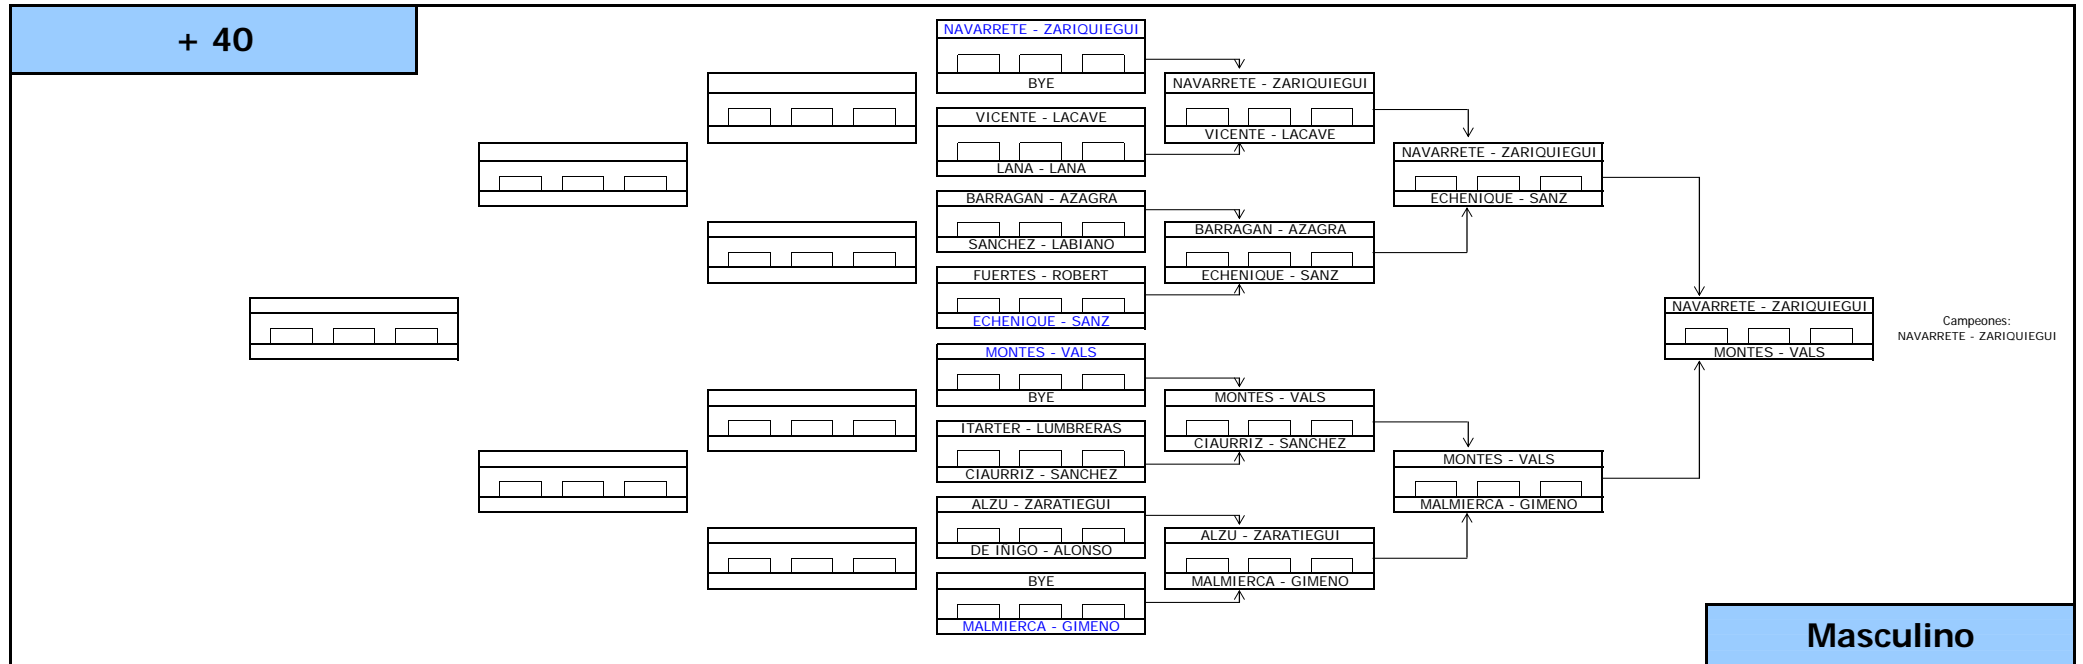 + 40
NAVARRETE - ZARIQUIEGUI
BYE
VICENTE - LACAVE
LANA - LANA
BARRAGAN - AZAGRA
SANCHEZ - LABIANO
FUERTES - ROBERT
ECHENIQUE - SANZ
MONTES - VALS
BYE
ITARTER - LUMBRERAS
CIAURRIZ - SANCHEZ
ALZU - ZARATIEGUI
DE IÑIGO - ALONSO
BYE
MALMIERCA - GIMENO
NAVARRETE - ZARIQUIEGUI
VICENTE - LACAVE
BARRAGAN - AZAGRA
ECHENIQUE - SANZ
MONTES - VALS
CIAURRIZ - SANCHEZ
ALZU - ZARATIEGUI
MALMIERCA - GIMENO
NAVARRETE - ZARIQUIEGUI
ECHENIQUE - SANZ
MONTES - VALS
MALMIERCA - GIMENO
NAVARRETE - ZARIQUIEGUI
MONTES - VALS
Campeones:
NAVARRETE - ZARIQUIEGUI
Masculino